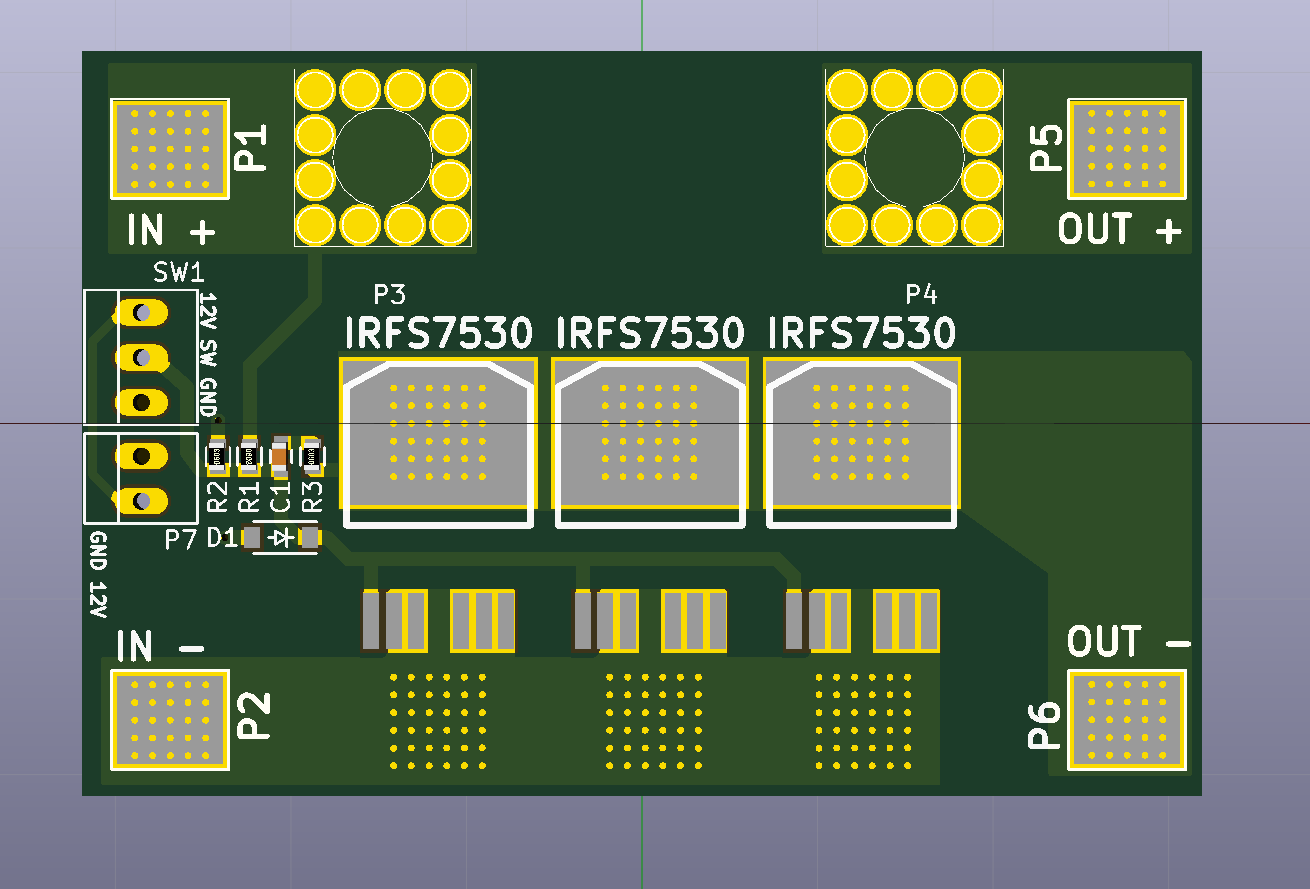 P1
IN +
P5
OUT +
SW1
12V SW GND
P3
P4
IRFS7530 IRFS7530 IRFS7530
R2 R1 C1 R3
P7 D1
GND 12V
IN -
P2
OUT -
P6